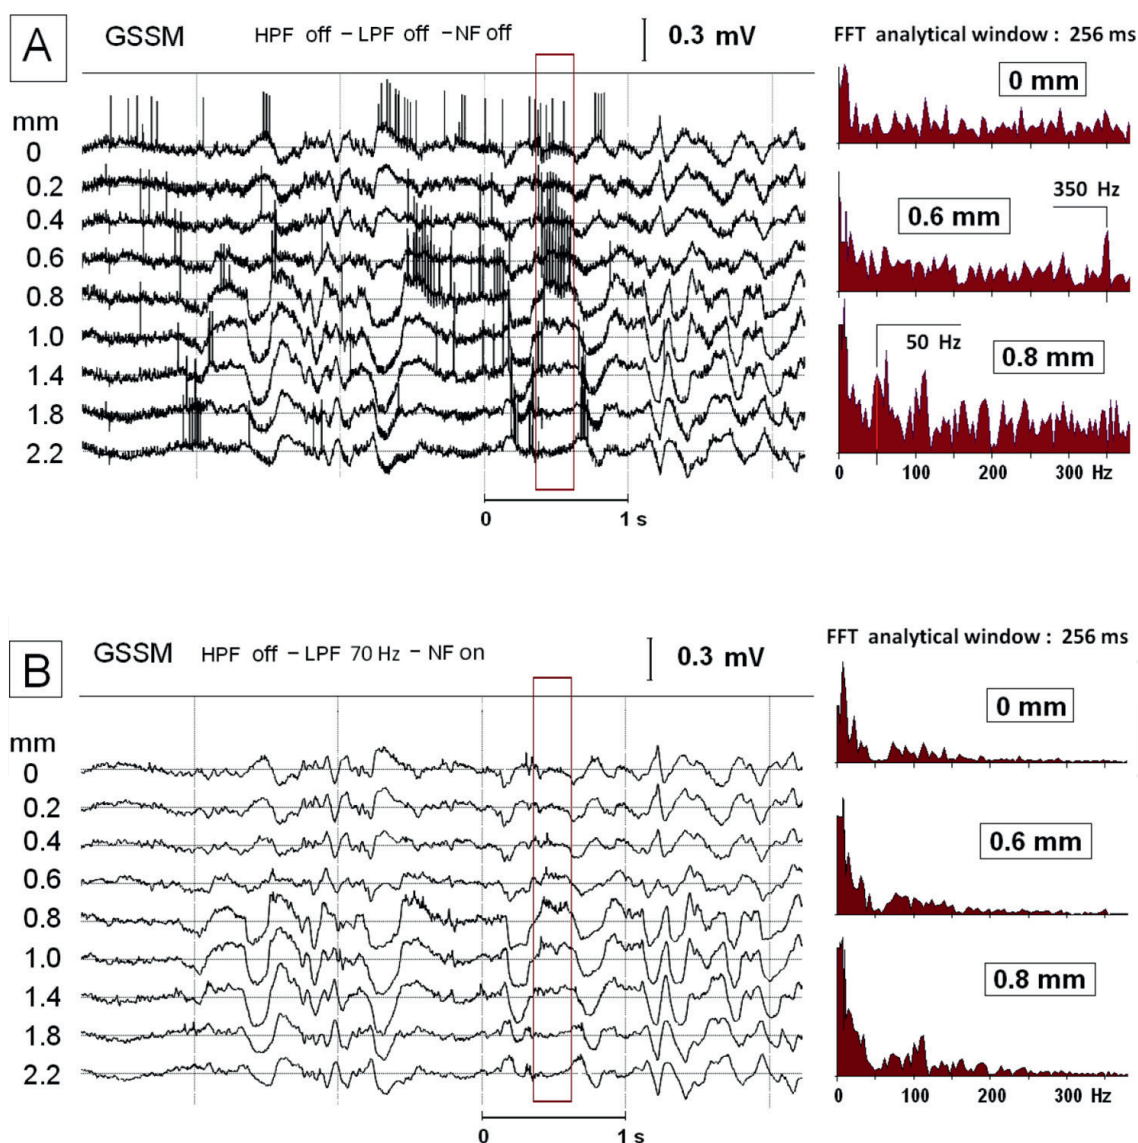 A
GSSM
HPF off – LPF off – NF off
0.3 mV
FFT analytical window : 256 ms
mm
0
0.2
0.4
0.6
0.8
1.0
1.4
1.8
2.2
0
1 s
0 mm
0.6 mm
350 Hz
0.8 mm
50 Hz
0 100 200 300 Hz
B
GSSM
HPF off – LPF 70 Hz – NF on
0.3 mV
FFT analytical window : 256 ms
mm
0
0.2
0.4
0.6
0.8
1.0
1.4
1.8
2.2
0
1 s
0 mm
0.6 mm
0.8 mm
0 100 200 300 Hz